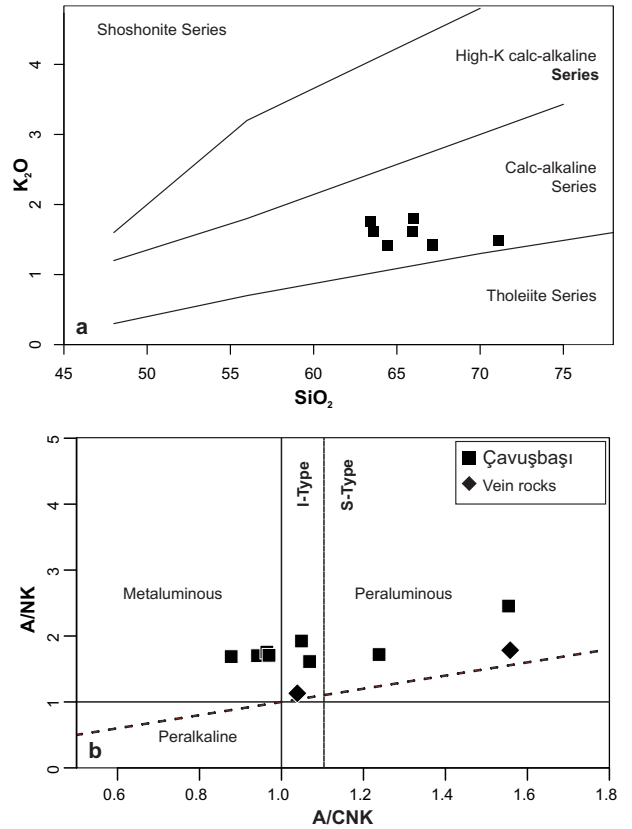 Shoshonite Series
High-K calc-alkaline
Series
Calc-alkaline
Series
Tholeiite Series
a
K₂O
0
1
2
3
4
45
50
55
60
65
70
75
SiO₂
I-Type
S-Type
Çavuşbaşı
Vein rocks
Metaluminous
Peraluminous
Peralkaline
b
A/NK
0
1
2
3
4
5
0.6
0.8
1.0
1.2
1.4
1.6
1.8
A/CNK